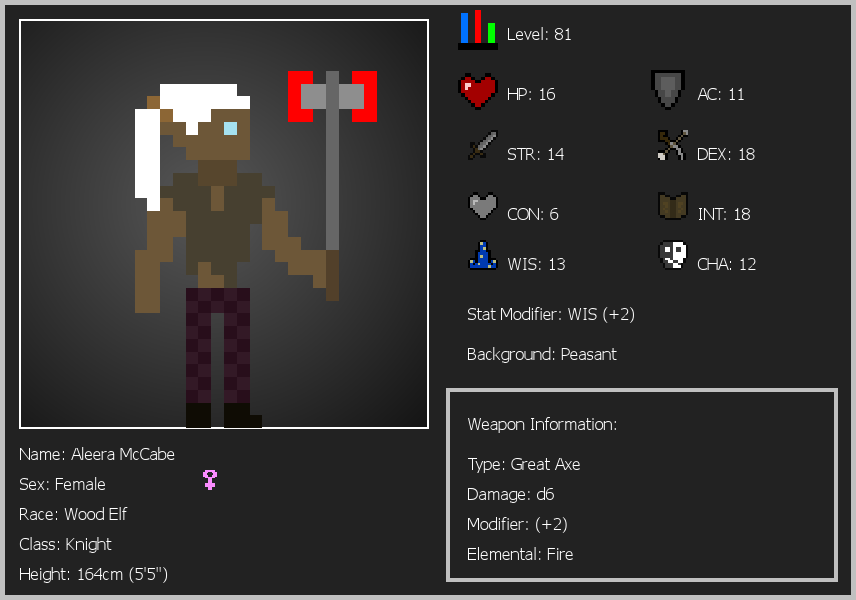 Level: 81
HP: 16
AC: 11
STR: 14
DEX: 18
CON: 6
INT: 18
WIS: 13
CHA: 12
Stat Modifier: WIS (+2)
Background: Peasant
Weapon Information:
Type: Great Axe
Damage: d6
Modifier: (+2)
Elemental: Fire
Name: Aleera McCabe
Sex: Female
Race: Wood Elf
Class: Knight
Height: 164cm (5'5")